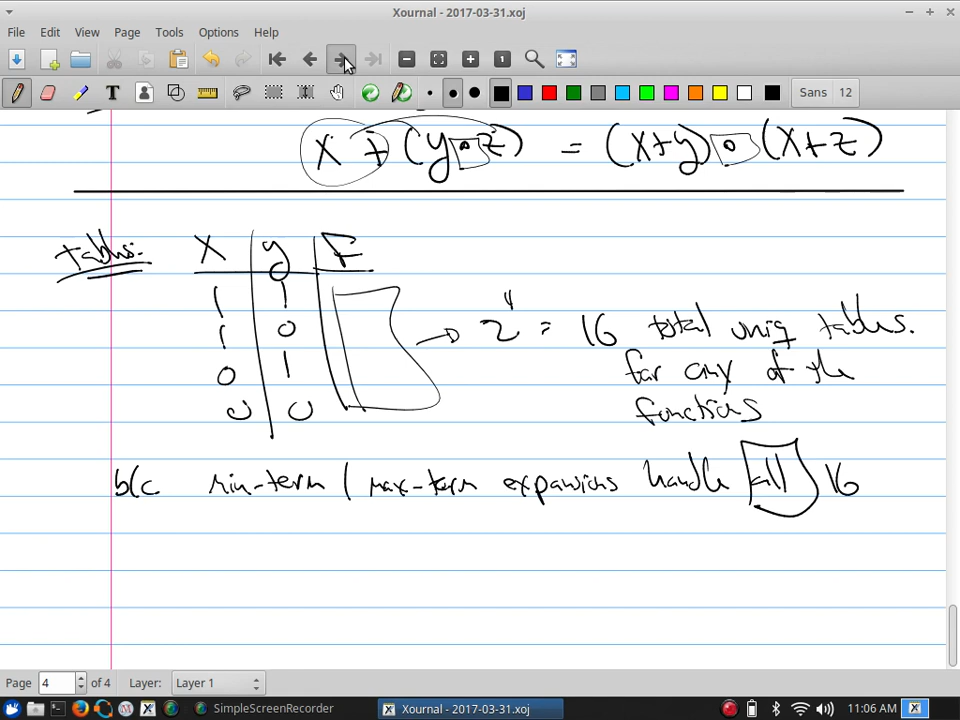 Xournal - 2017-03-31.xoj
File Edit View Page Tools Options Help
Sans 12
X + (y ∘ z) = (X+y) ∘ (X+z)
tables: X y F
1 1
1 0
0 1
0 0
→ 2^4 = 16 total uniq tables.
for any of the
functions
b/c min-term / max-term expansions handle all 16
Page 4 of 4 Layer: Layer 1
SimpleScreenRecorder Xournal - 2017-03-31.xoj 11:06 AM